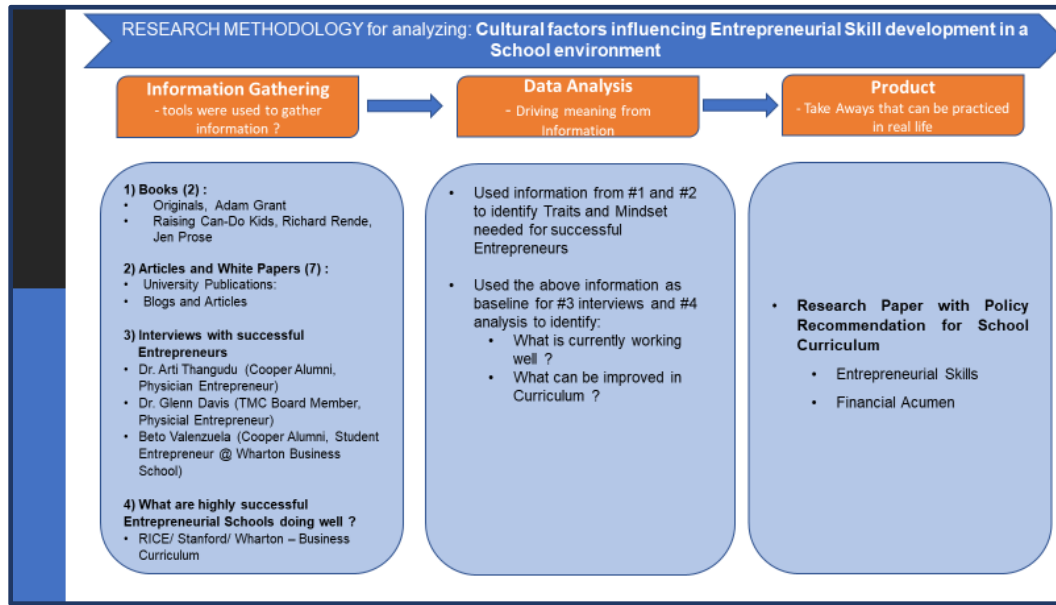 RESEARCH METHODOLOGY for analyzing: Cultural factors influencing Entrepreneurial Skill development in a
School environment
Information Gathering
- tools were used to gather
information ?
Data Analysis
- Driving meaning from
Information
Product
- Take Aways that can be practiced
in real life
1) Books (2) :
• Originals, Adam Grant
• Raising Can-Do Kids, Richard Rende,
Jen Prose
2) Articles and White Papers (7) :
• University Publications:
• Blogs and Articles
3) Interviews with successful
Entrepreneurs
• Dr. Arti Thangudu (Cooper Alumni,
Physician Entrepreneur)
• Dr. Glenn Davis (TMC Board Member,
Physicial Entrepreneur)
• Beto Valenzuela (Cooper Alumni, Student
Entrepreneur @ Wharton Business
School)
4) What are highly successful
Entrepreneurial Schools doing well ?
• RICE/ Stanford/ Wharton – Business
Curriculum
• Used information from #1 and #2
to identify Traits and Mindset
needed for successful
Entrepreneurs
• Used the above information as
baseline for #3 interviews and #4
analysis to identify:
• What is currently working
well ?
• What can be improved in
Curriculum ?
• Research Paper with Policy
Recommendation for School
Curriculum
• Entrepreneurial Skills
• Financial Acumen